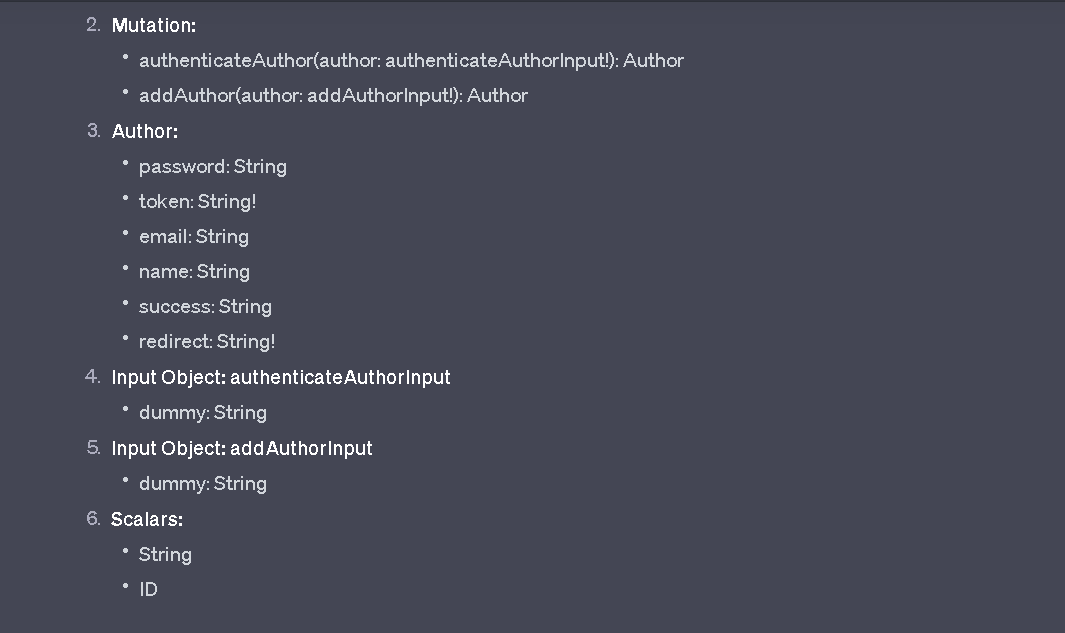 2. Mutation:
• authenticateAuthor(author: authenticateAuthorInput!): Author
• addAuthor(author: addAuthorInput!): Author
3. Author:
• password: String
• token: String!
• email: String
• name: String
• success: String
• redirect: String!
4. Input Object: authenticateAuthorInput
• dummy: String
5. Input Object: addAuthorInput
• dummy: String
6. Scalars:
• String
• ID